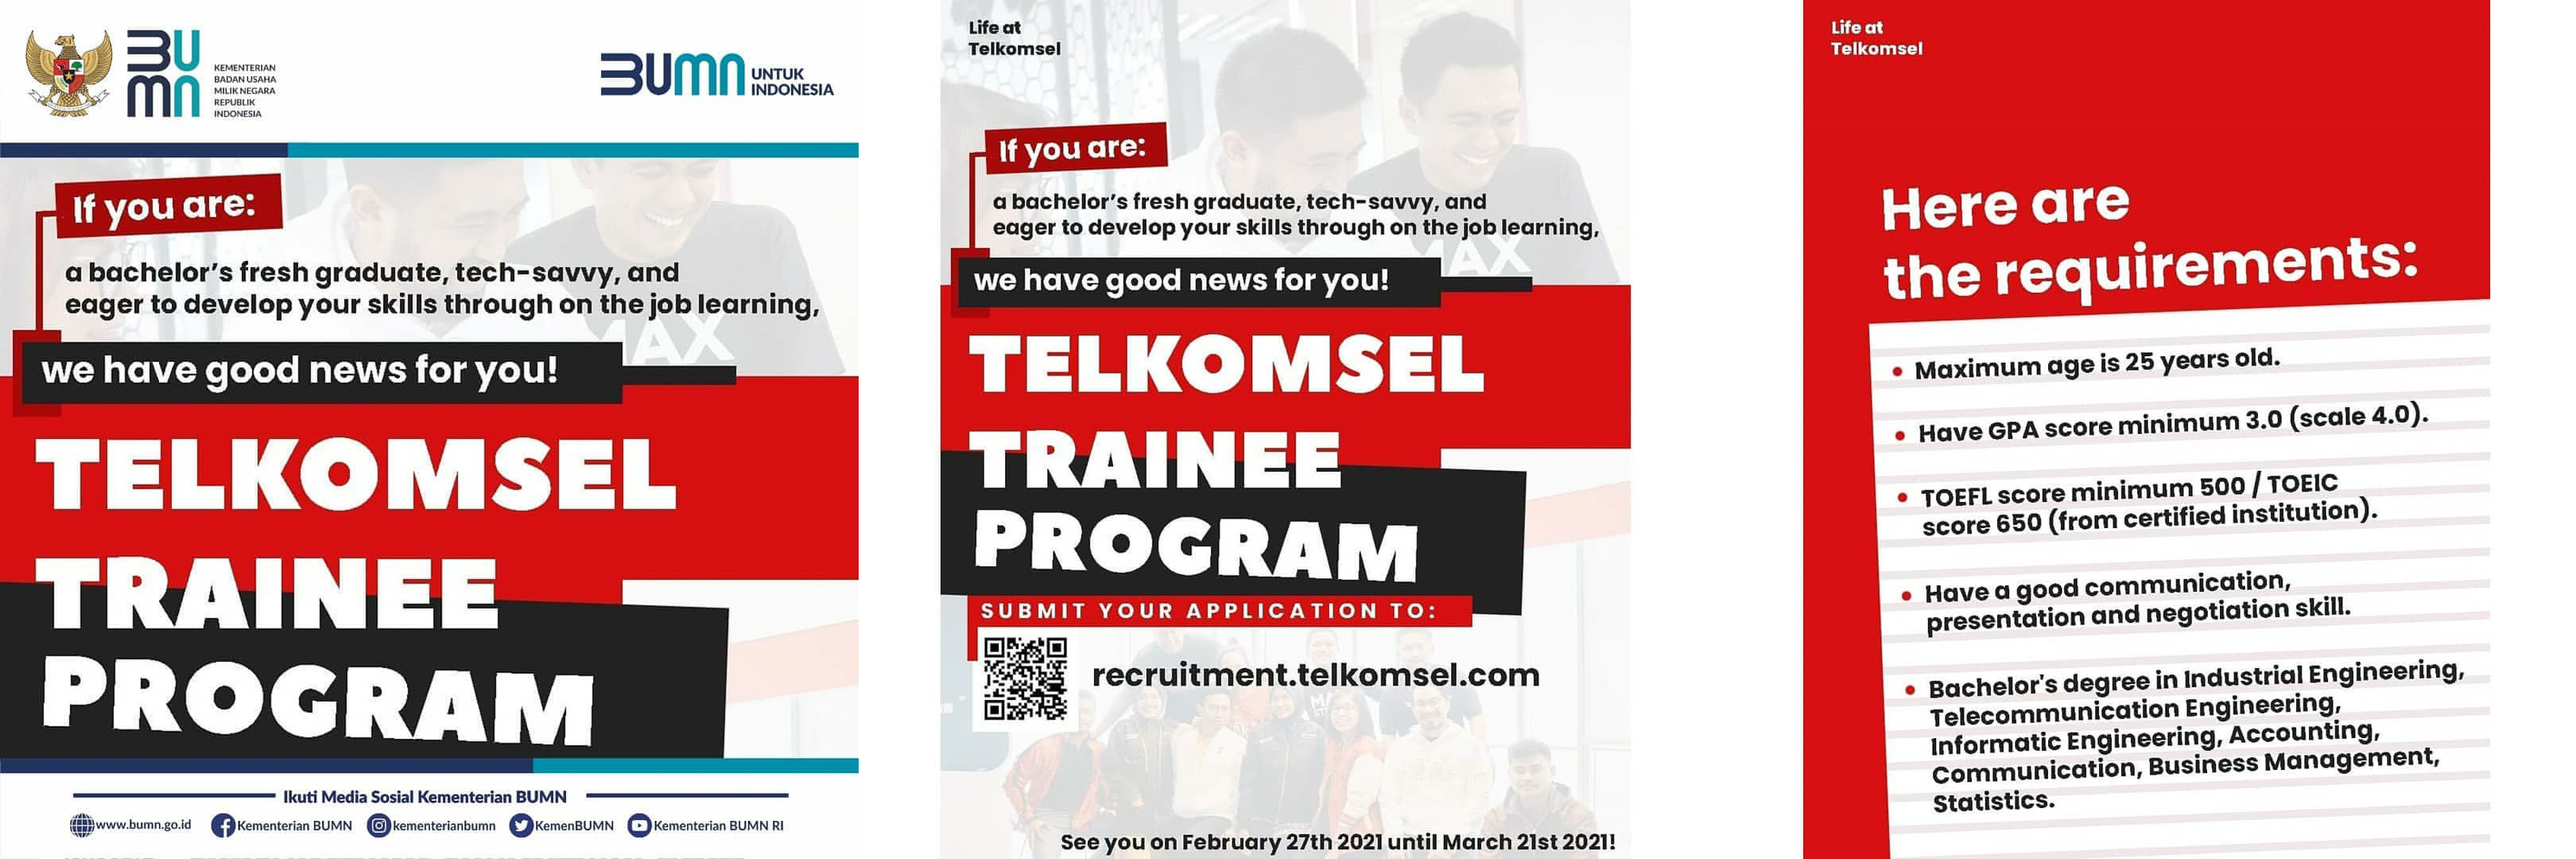 BUMN
KEMENTERIAN
BADAN USAHA
MILIK NEGARA
REPUBLIK
INDONESIA
BUMN UNTUK
INDONESIA
If you are:
a bachelor's fresh graduate, tech-savvy, and
eager to develop your skills through on the job learning,
we have good news for you!
MAX
TELKOMSEL
TRAINEE
PROGRAM
Ikuti Media Sosial Kementerian BUMN
www.bumn.go.id Kementerian BUMN kementerianbumn KemenBUMN Kementerian BUMN RI
Life at
Telkomsel
If you are:
a bachelor's fresh graduate, tech-savvy, and
eager to develop your skills through on the job learning,
we have good news for you!
MAX
TELKOMSEL
TRAINEE
PROGRAM
SUBMIT YOUR APPLICATION TO:
recruitment.telkomsel.com
See you on February 27th 2021 until March 21st 2021!
Life at
Telkomsel
Here are
the requirements:
• Maximum age is 25 years old.
• Have GPA score minimum 3.0 (scale 4.0).
• TOEFL score minimum 500 / TOEIC
score 650 (from certified institution).
• Have a good communication,
presentation and negotiation skill.
• Bachelor's degree in Industrial Engineering,
Telecommunication Engineering,
Informatic Engineering, Accounting,
Communication, Business Management,
Statistics.